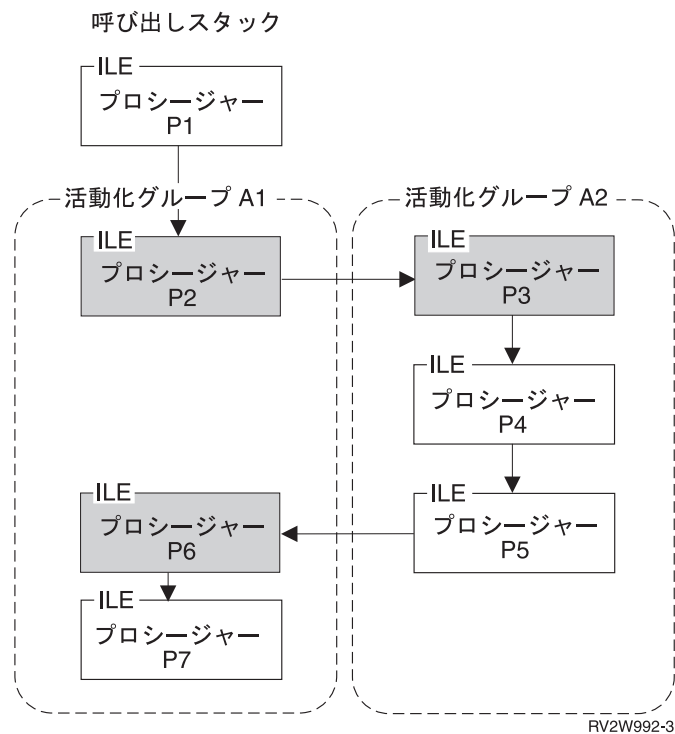 呼び出しスタック
ILE
プロシージャー
P1
活動化グループ A1
ILE
プロシージャー
P2
活動化グループ A2
ILE
プロシージャー
P3
ILE
プロシージャー
P4
ILE
プロシージャー
P5
ILE
プロシージャー
P6
ILE
プロシージャー
P7
RV2W992-3